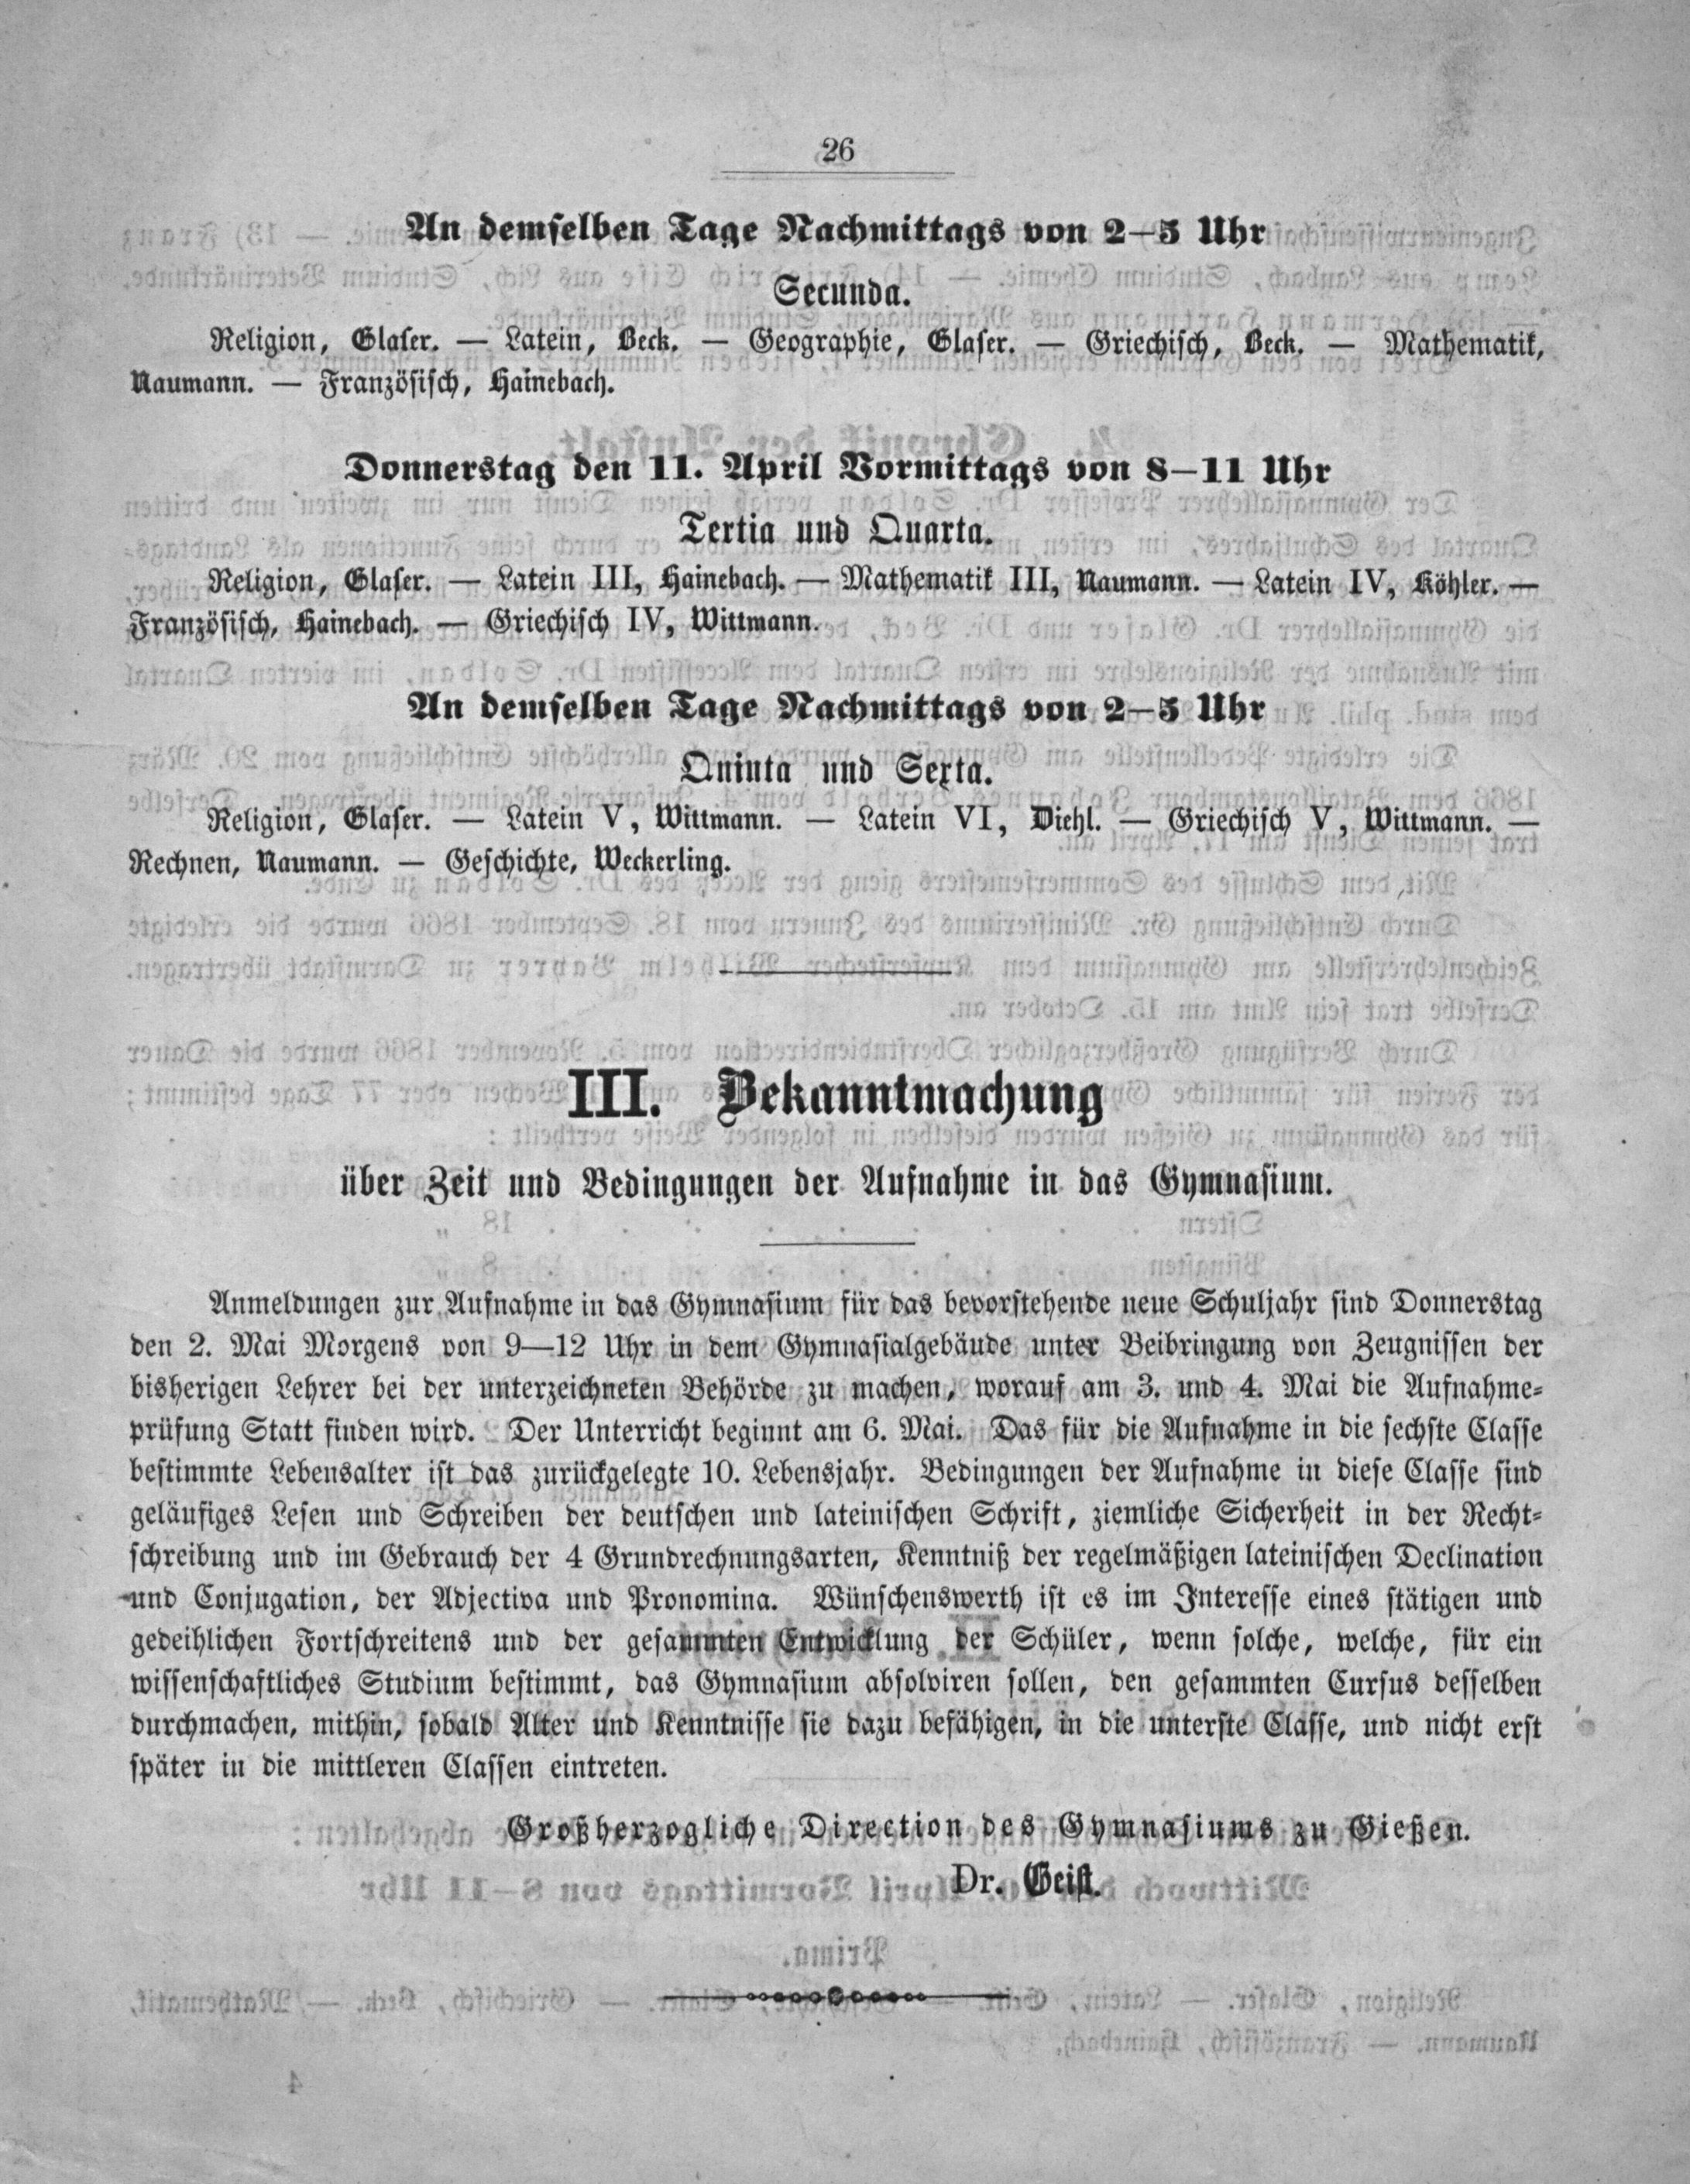 26
An demselben Tage Nachmittags von 2—5 Uhr
Secunda.
Religion, Glaser. — Latein, Beck. — Geographie, Glaser. — Griechisch, Beck. — Mathematik,
Naumann. — Französisch, Hainebach.
Donnerstag den 11. April Vormittags von 8—11 Uhr
Tertia und Quarta.
Religion, Glaser. — Latein III, Hainebach. — Mathematik III, Naumann. — Latein IV, Köhler. —
Französisch, Hainebach. — Griechisch IV, Wittmann.
An demselben Tage Nachmittags von 2—5 Uhr
Quinta und Sexta.
Religion, Glaser. — Latein V, Wittmann. — Latein VI, Diehl. — Griechisch V, Wittmann. —
Rechnen, Naumann. — Geschichte, Weckerling.
III. Bekanntmachung
über Zeit und Bedingungen der Aufnahme in das Gymnasium.
Anmeldungen zur Aufnahme in das Gymnasium für das bevorstehende neue Schuljahr sind Donnerstag
den 2. Mai Morgens von 9—12 Uhr in dem Gymnasialgebäude unter Beibringung von Zeugnissen der
bisherigen Lehrer bei der unterzeichneten Behörde zu machen, worauf am 3. und 4. Mai die Aufnahme-
prüfung Statt finden wird. Der Unterricht beginnt am 6. Mai. Das für die Aufnahme in die sechste Classe
bestimmte Lebensalter ist das zurückgelegte 10. Lebensjahr. Bedingungen der Aufnahme in diese Classe sind
geläufiges Lesen und Schreiben der deutschen und lateinischen Schrift, ziemliche Sicherheit in der Recht-
schreibung und im Gebrauch der 4 Grundrechnungsarten, Kenntniß der regelmäßigen lateinischen Declination
und Conjugation, der Adjectiva und Pronomina. Wünschenswerth ist es im Interesse eines stätigen und
gedeihlichen Fortschreitens und der gesammten Entwicklung der Schüler, wenn solche, welche, für ein
wissenschaftliches Studium bestimmt, das Gymnasium absolviren sollen, den gesammten Cursus desselben
durchmachen, mithin, sobald Alter und Kenntnisse sie dazu befähigen, in die unterste Classe, und nicht erst
später in die mittleren Classen eintreten.
Großherzogliche Direction des Gymnasiums zu Gießen.
Dr. Geist.